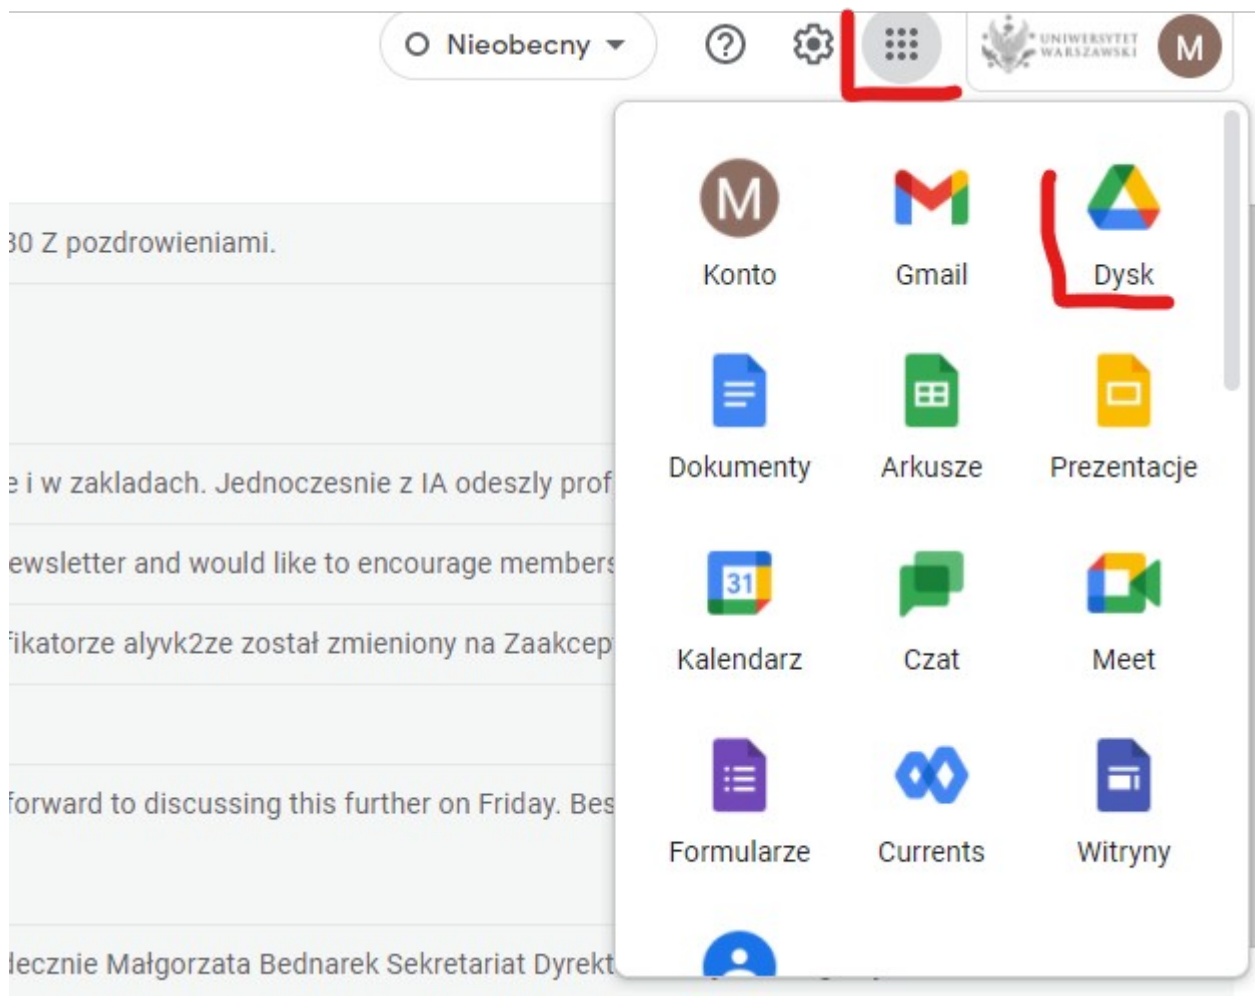 Nieobecny
UNIWERSYTET
WARSZAWSKI
M
30 Z pozdrowieniami.
e i w zakladach. Jednoczesnie z IA odeszly prof
ewsletter and would like to encourage members
fikatorze alyvk2ze został zmieniony na Zaakcep
forward to discussing this further on Friday. Bes
decznie Małgorzata Bednarek Sekretariat Dyrekt
M
Konto
Gmail
Dysk
Dokumenty
Arkusze
Prezentacje
31
Kalendarz
Czat
Meet
Formularze
Currents
Witryny